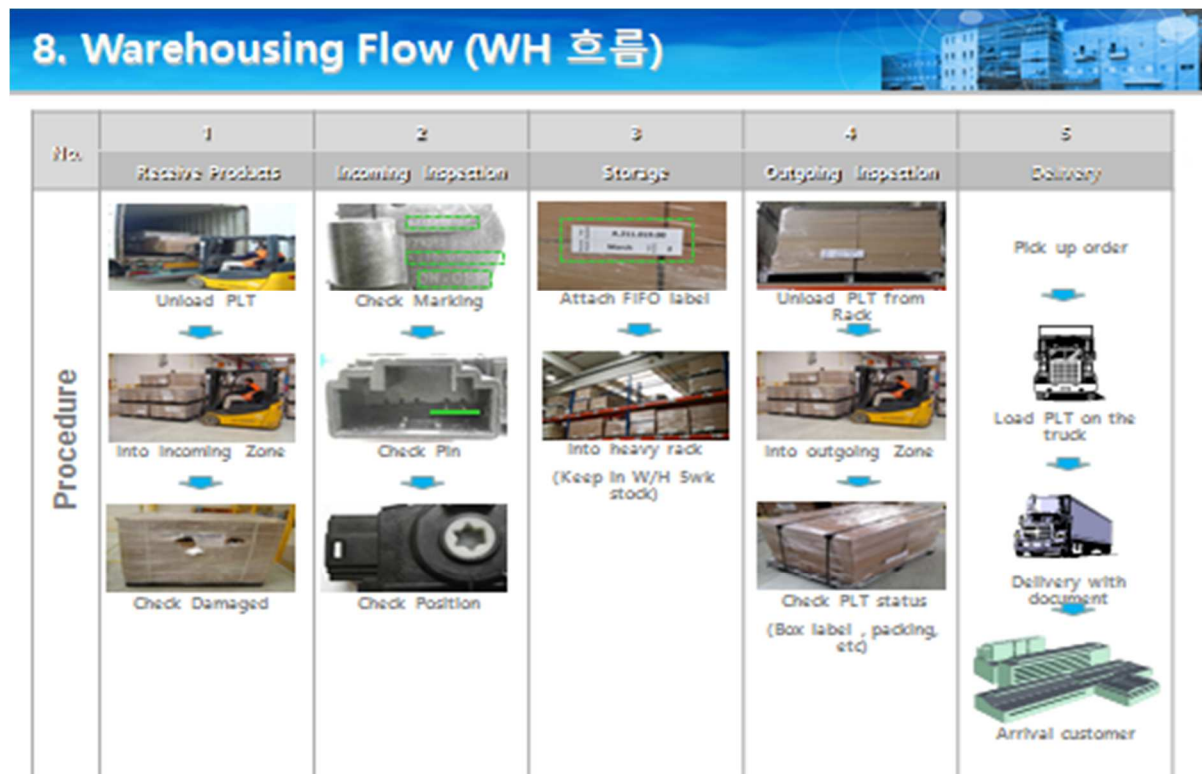 8. Warehousing Flow (WH 흐름)
No.
1
2
3
4
5
Receive Products
Incoming Inspection
Storage
Outgoing Inspection
Delivery
Procedure
Unload PLT
Into Incoming Zone
Check Damaged
Check Marking
Check Pin
Check Position
Attach FIFO label
Into heavy rack
(Keep in W/H 5wk
stock)
Unload PLT from
Rack
Into outgoing Zone
Check PLT status
(Box label , packing,
etc)
Pick up order
Load PLT on the
truck
Delivery with
document
Arrival customer
March